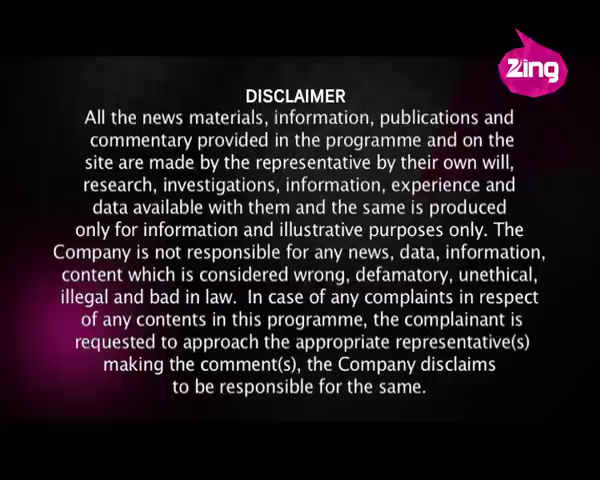 Zing
DISCLAIMER
All the news materials, information, publications and
commentary provided in the programme and on the
site are made by the representative by their own will,
research, investigations, information, experience and
data available with them and the same is produced
only for information and illustrative purposes only. The
Company is not responsible for any news, data, information,
content which is considered wrong, defamatory, unethical,
illegal and bad in law. In case of any complaints in respect
of any contents in this programme, the complainant is
requested to approach the appropriate representative(s)
making the comment(s), the Company disclaims
to be responsible for the same.